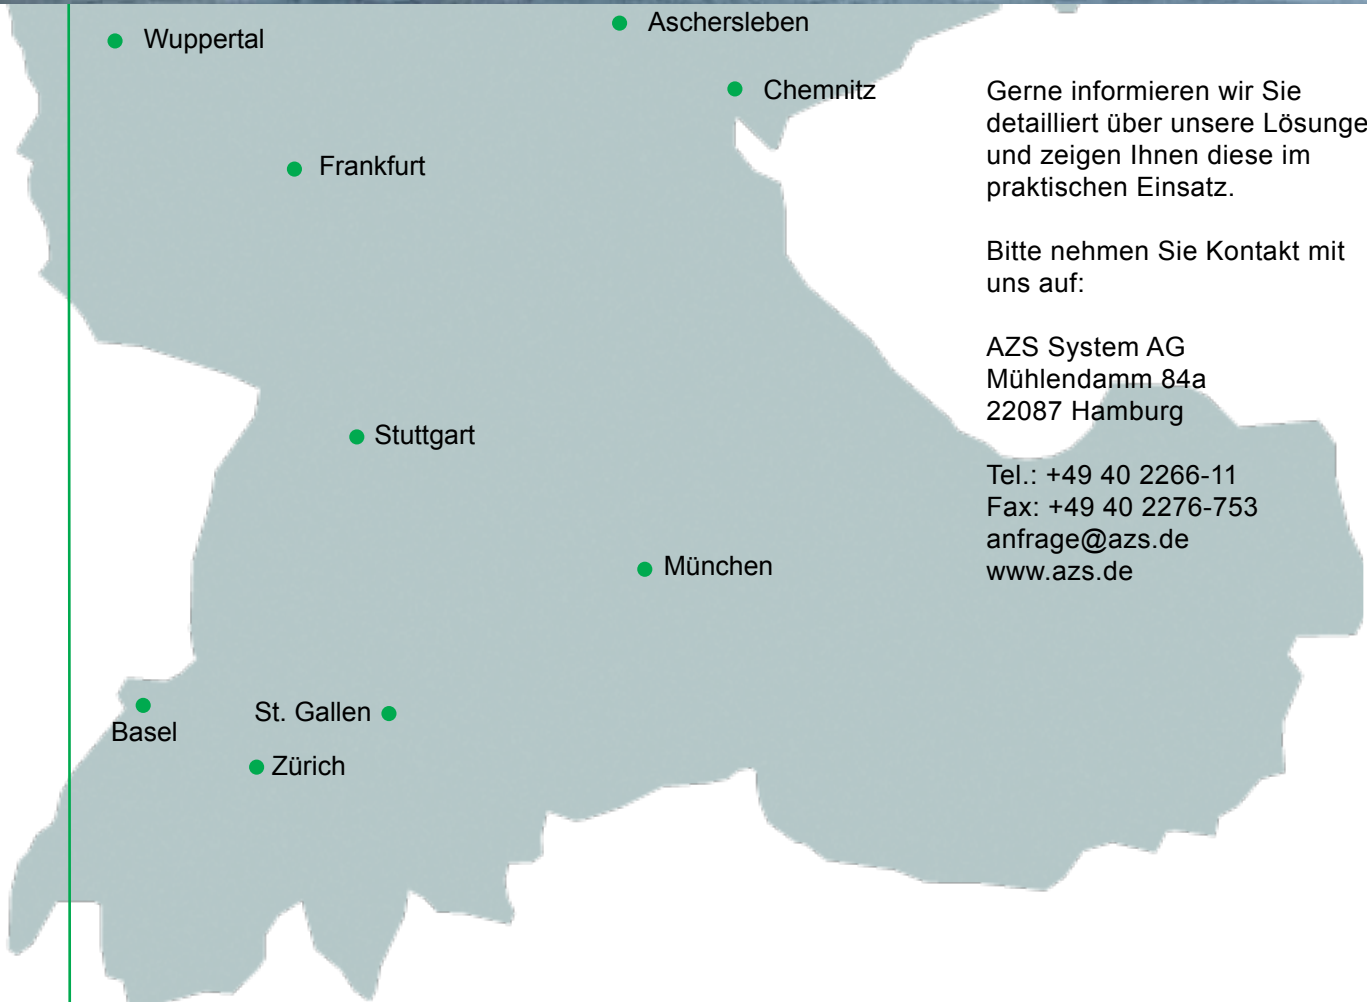 Wuppertal
Aschersleben
Chemnitz
Frankfurt
Stuttgart
München
Basel
St. Gallen
Zürich
Gerne informieren wir Sie
detailliert über unsere Lösunge
und zeigen Ihnen diese im
praktischen Einsatz.
Bitte nehmen Sie Kontakt mit
uns auf:
AZS System AG
Mühlendamm 84a
22087 Hamburg
Tel.: +49 40 2266-11
Fax: +49 40 2276-753
anfrage@azs.de
www.azs.de